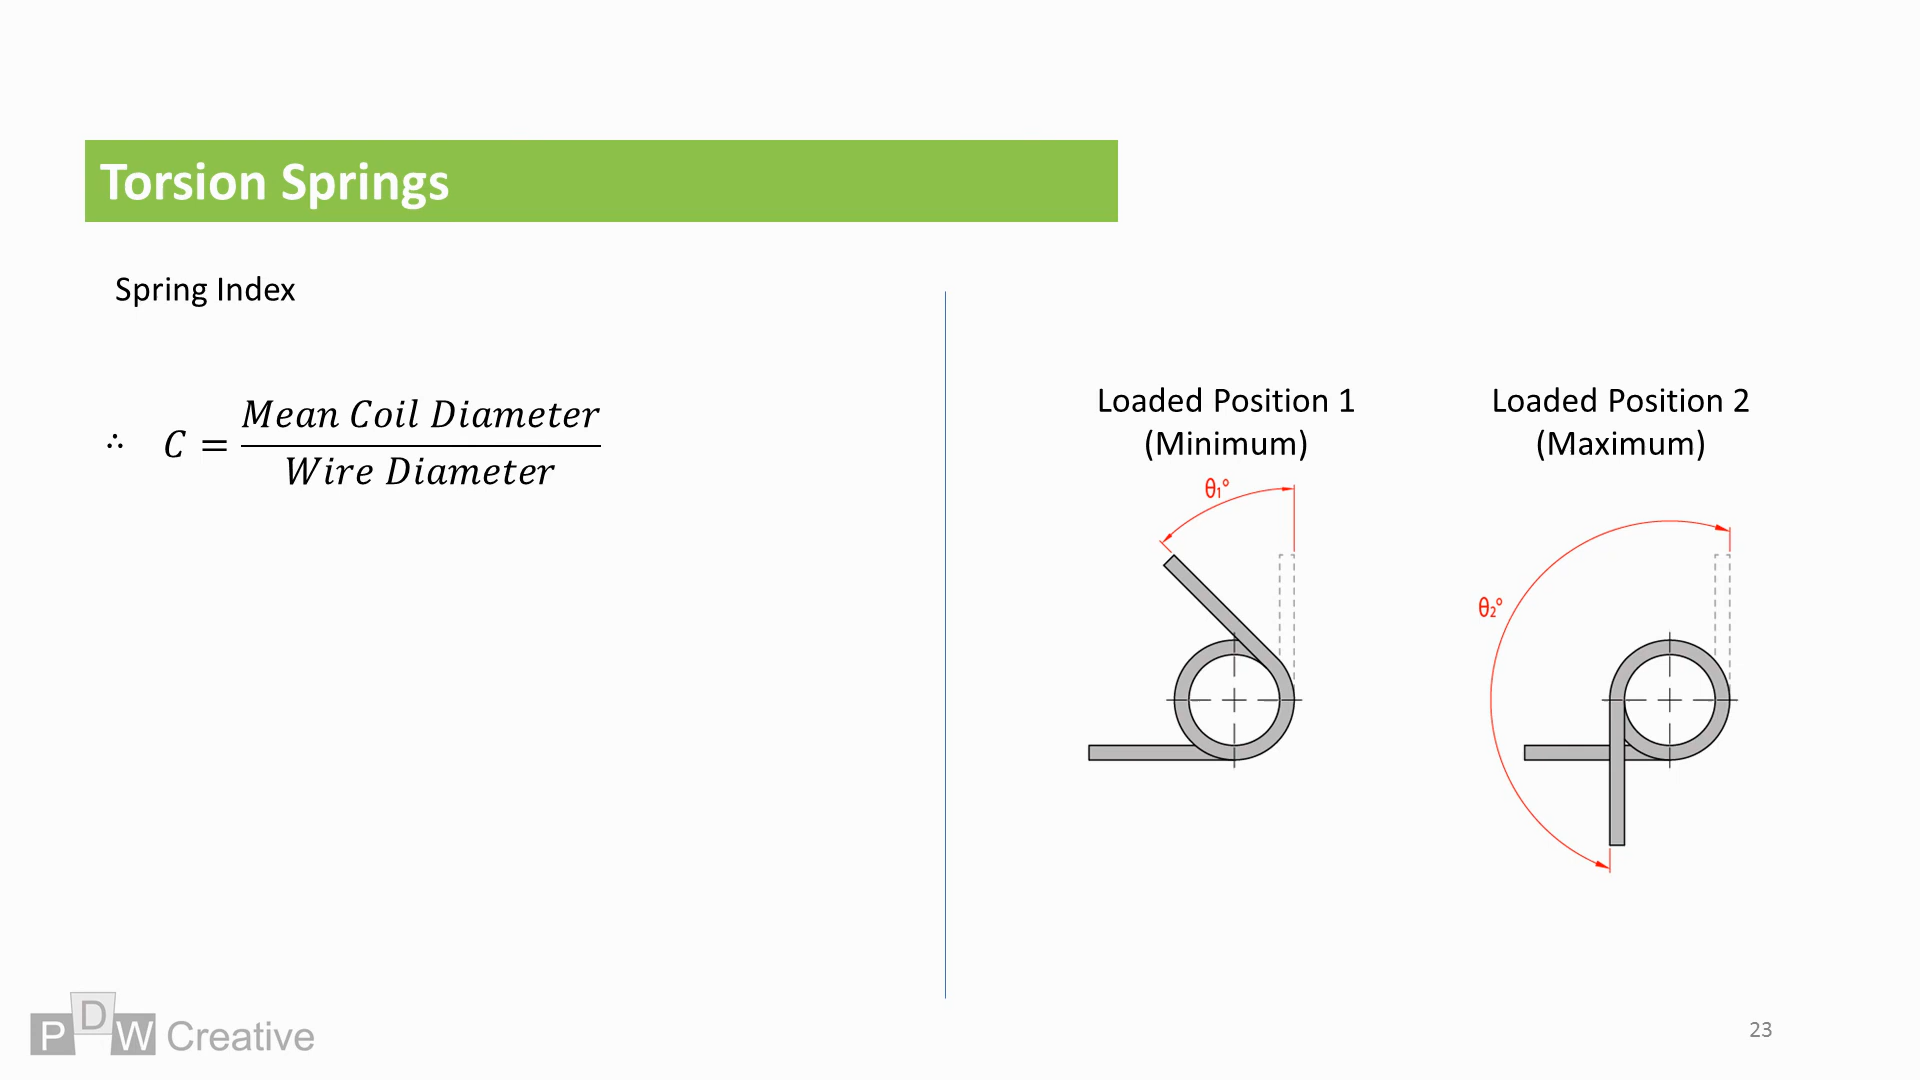 Torsion Springs
Spring Index
∴ C = Mean Coil Diameter / Wire Diameter
Loaded Position 1
(Minimum)
θ₁°
Loaded Position 2
(Maximum)
θ₂°
PDW Creative
23